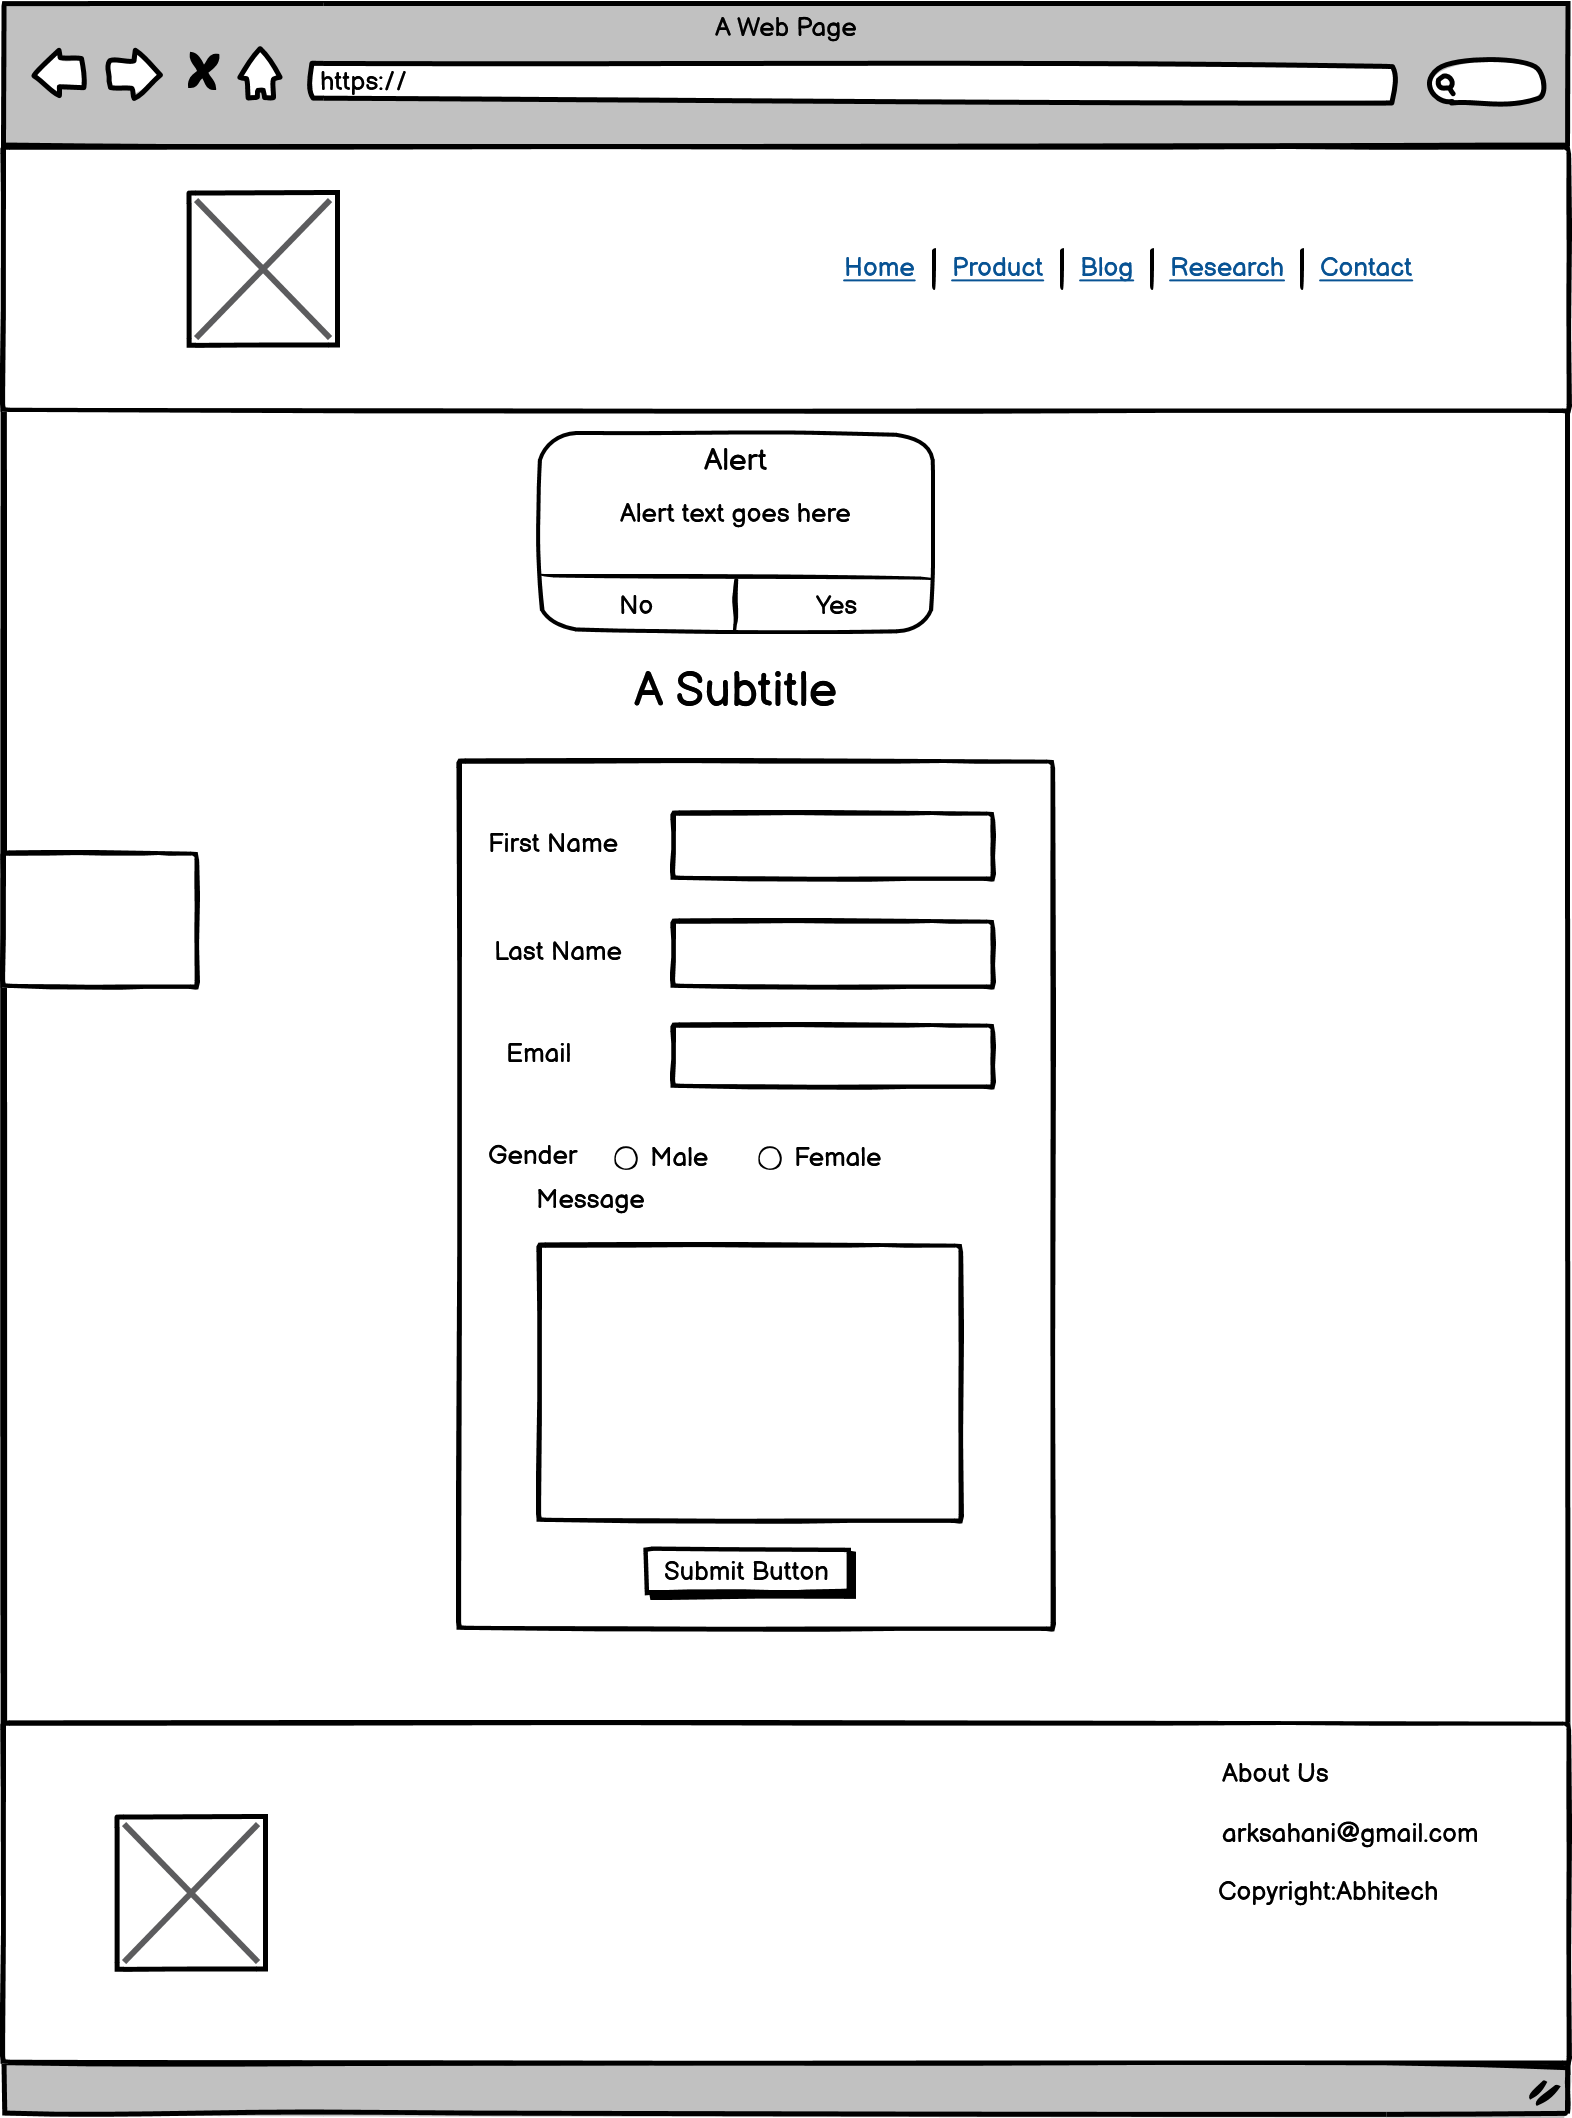 A Web Page
https://
Home Product Blog Research Contact
Alert
Alert text goes here
No Yes
A Subtitle
First Name
Last Name
Email
Gender Male Female
Message
Submit Button
About Us
arksahani@gmail.com
Copyright:Abhitech